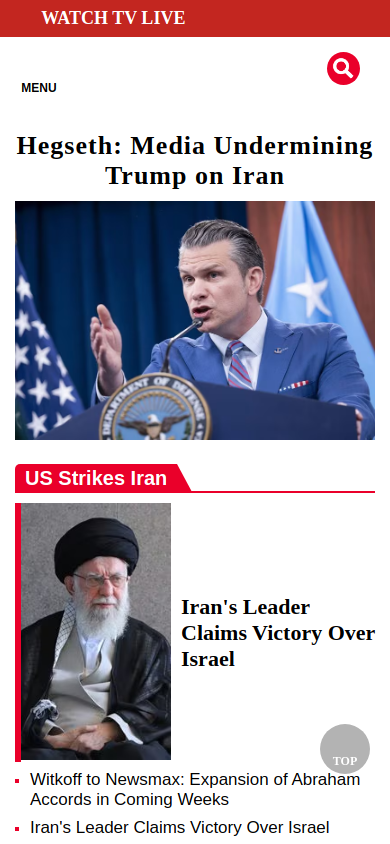 WATCH TV LIVE
MENU
Hegseth: Media Undermining
Trump on Iran
DEPARTMENT OF DEFENSE
US Strikes Iran
Iran's Leader
Claims Victory Over
Israel
TOP
Witkoff to Newsmax: Expansion of Abraham
Accords in Coming Weeks
Iran's Leader Claims Victory Over Israel